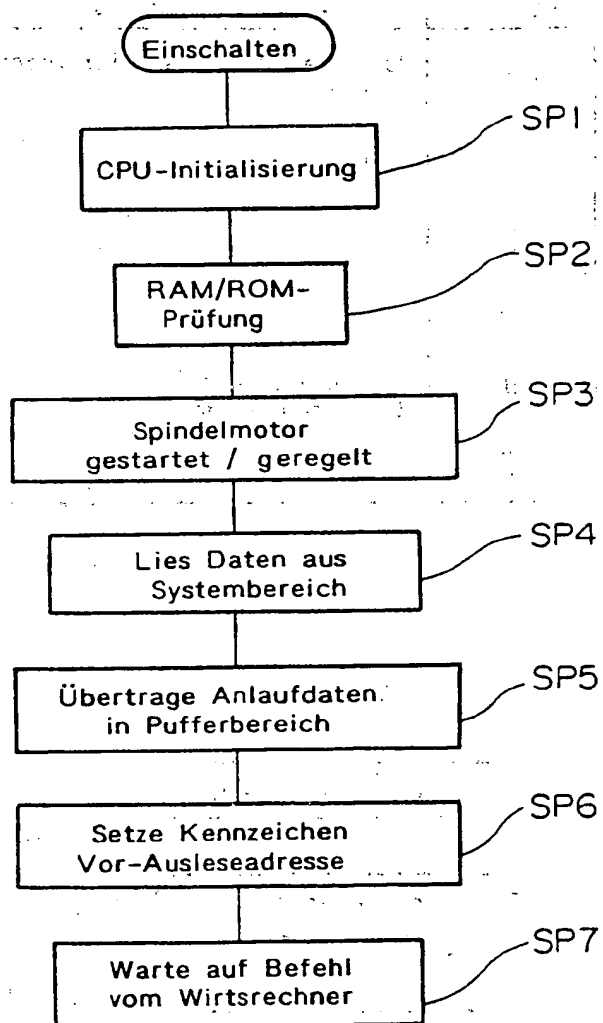 Einschalten
SP1
CPU-Initialisierung
SP2
RAM/ROM-
Prüfung
SP3
Spindelmotor
gestartet / geregelt
SP4
Lies Daten aus
Systembereich
SP5
Übertrage Anlaufdaten
in Pufferbereich
SP6
Setze Kennzeichen
Vor-Ausleseadresse
SP7
Warte auf Befehl
vom Wirtsrechner